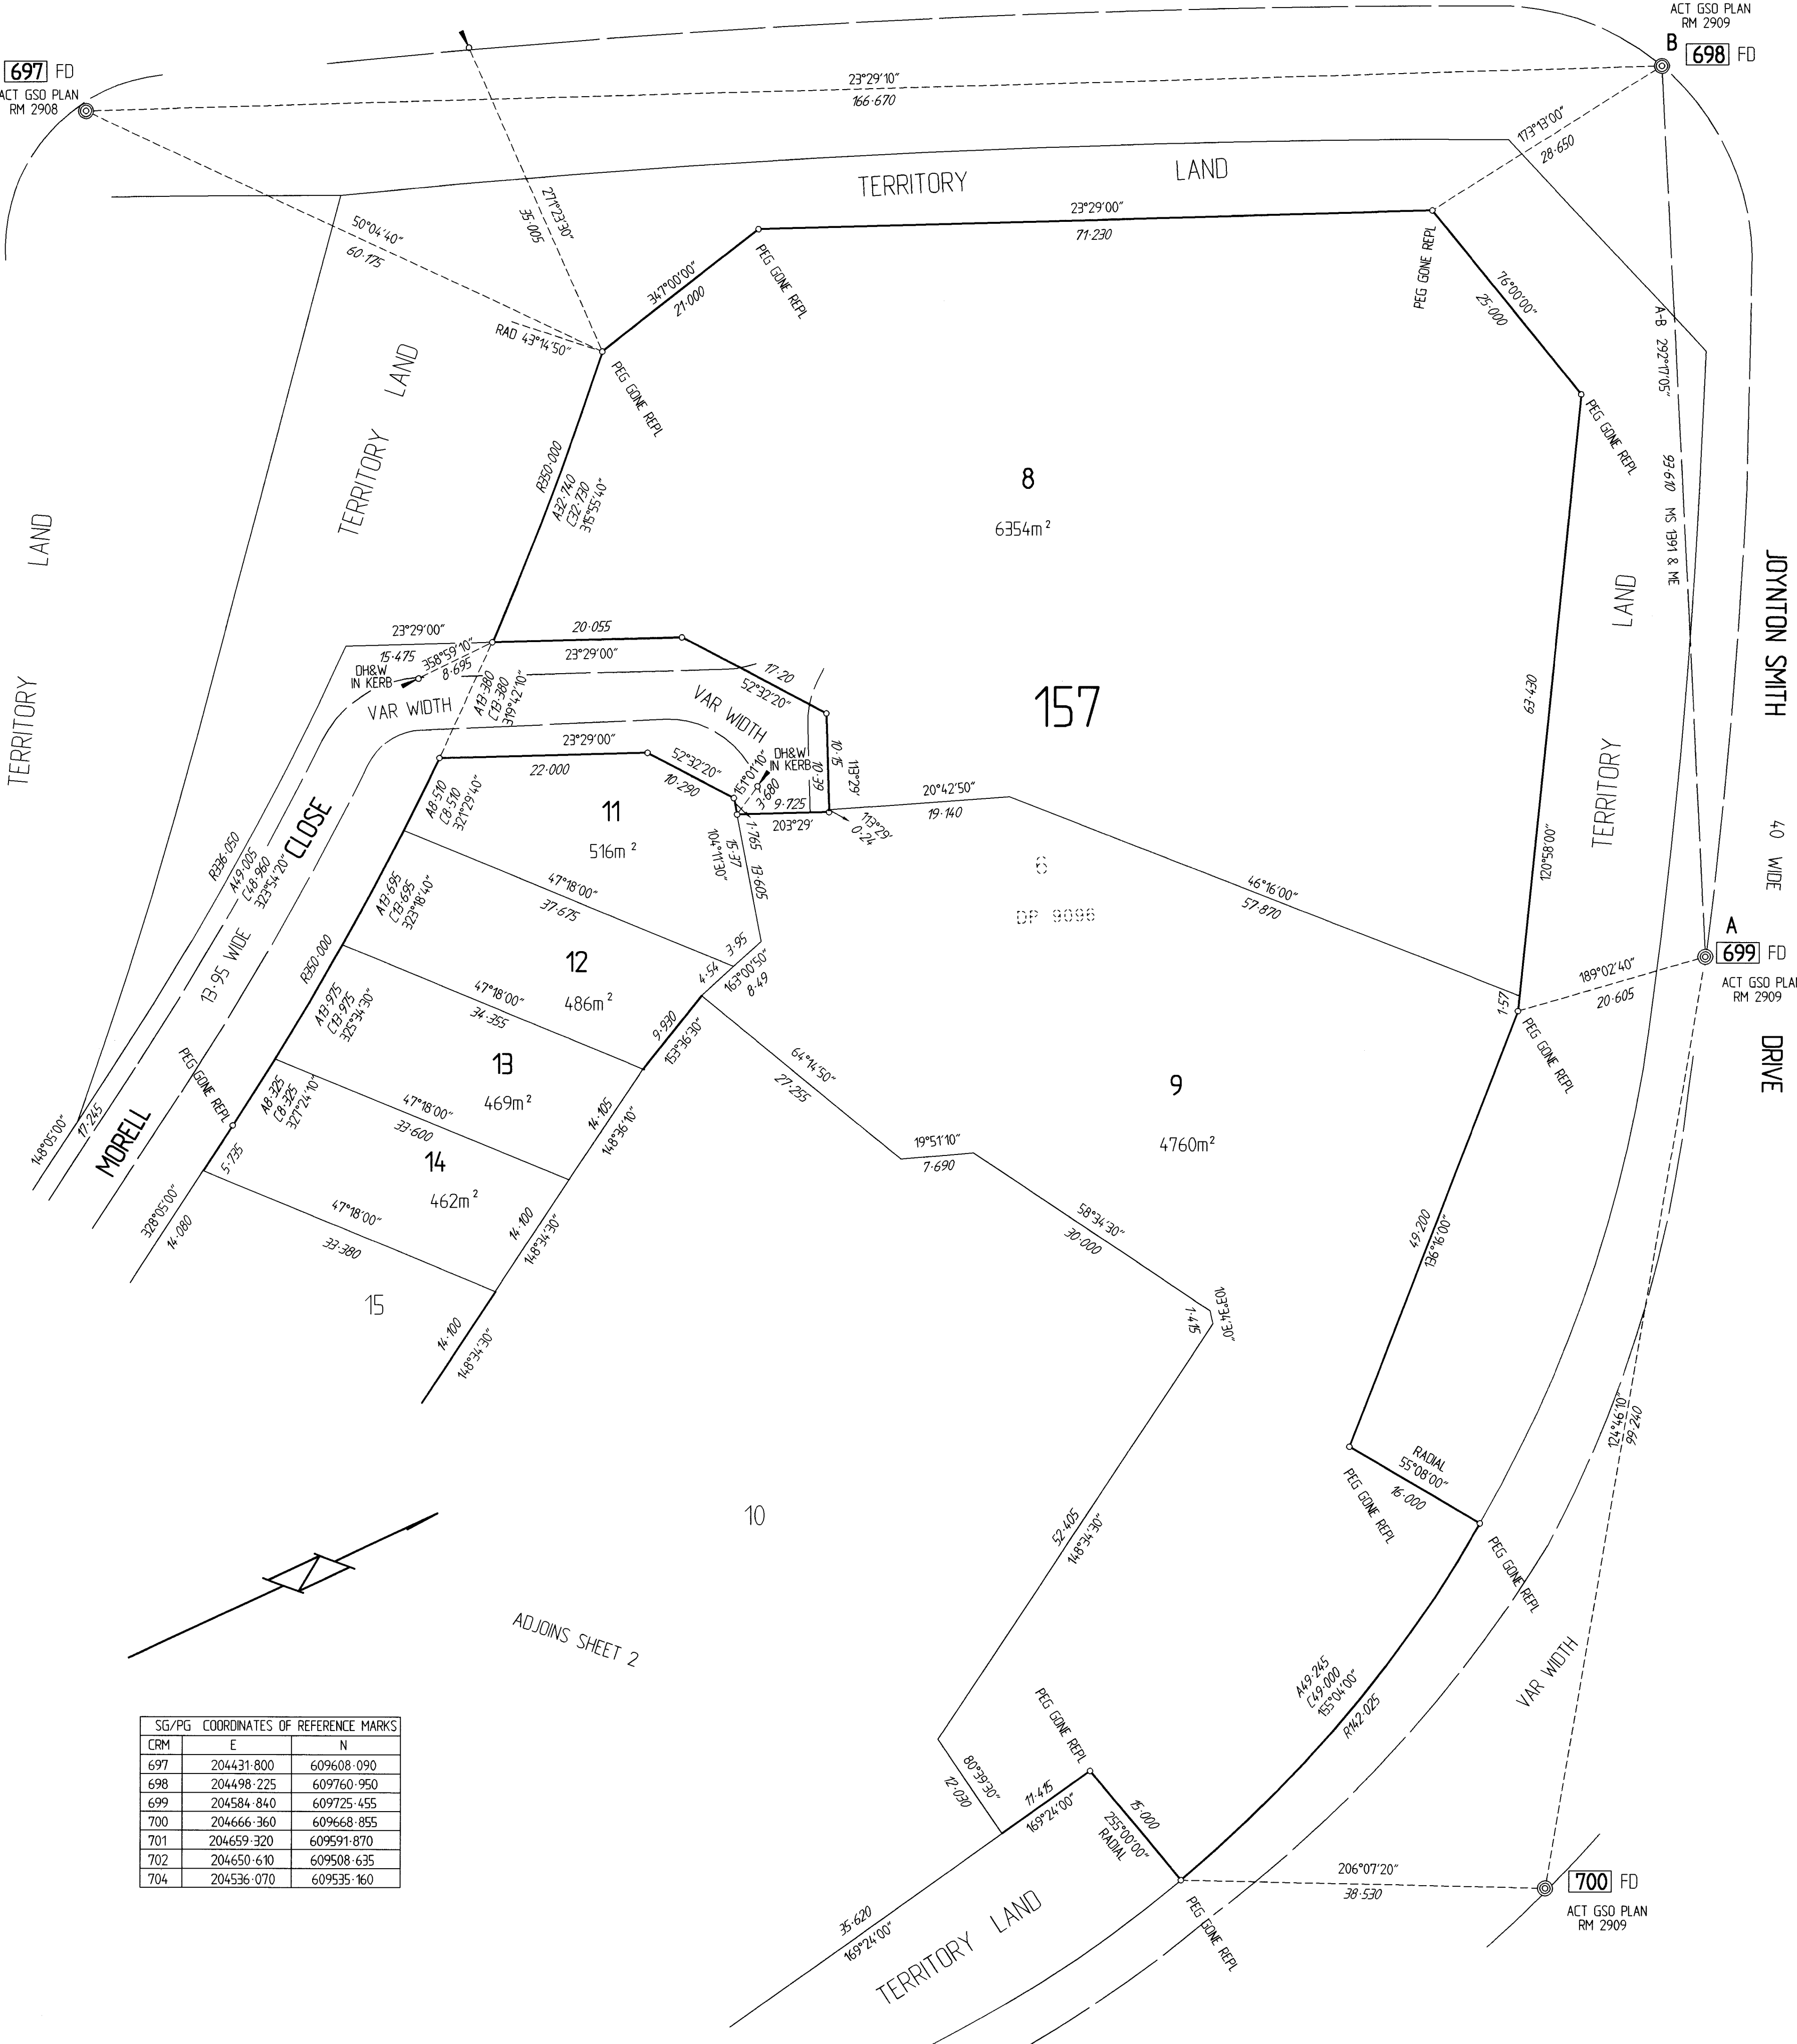 ACT GSO PLAN
RM 2909
B 698 FD
697 FD
ACT GSO PLAN
RM 2908
23°29'10"
166·670
173°13'00"
28·650
TERRITORY LAND
271°23'30"
35·005
50°04'40"
60·175
23°29'00"
71·230
PEG GONE REPL
PEG GONE REPL
347°00'00"
21·000
76°00'00"
25·000
RAD 43°14'50"
PEG GONE REPL
PEG GONE REPL
A-B 292°17'05"
93·610 MS 1391 & ME
TERRITORY LAND
TERRITORY LAND
R350·000
A32·740
C32·730
315°55'40"
8
6354m²
157
63·430
120°58'00"
TERRITORY LAND
JOYNTON SMITH
40 WIDE
DRIVE
23°29'00"
15·475
358°59'10"
8·695
DH&W
IN KERB
20·055
23°29'00"
17·20
52°32'20"
VAR WIDTH
VAR WIDTH
A13·380
C13·380
319°42'10"
23°29'00"
22·000
52°32'20"
10·290
151°01'10"
3·680
DH&W
IN KERB
10·15
10·39
113°29'
9·725
203°29'
113°29'
0·24
20°42'50"
19·140
1·765
15·37
104°11'30"
13·605
A8·510
C8·510
321°29'40"
11
516m²
6
DP 9096
46°16'00"
57·870
R336·050
A49·005
C48·960
323°54'20"
CLOSE
MORELL
13·95 WIDE
A13·695
C13·695
323°18'40"
47°18'00"
37·675
3·95
4·54
163°00'50"
8·49
12
486m²
R350·000
A13·975
C13·975
325°34'30"
47°18'00"
34·355
9·930
153°36'30"
13
469m²
A
699 FD
ACT GSO PLAN
RM 2909
189°02'40"
20·605
1·57
PEG GONE REPL
PEG GONE REPL
A8·325
C8·325
327°24'10"
47°18'00"
33·600
14·105
148°36'10"
64°14'50"
27·255
9
4760m²
19°51'10"
7·690
148°05'00"
17·245
5·735
14
462m²
328°05'00"
14·080
47°18'00"
33·380
14·100
148°34'30"
15
14·100
148°34'30"
58°34'30"
30·000
103°34'30"
1·415
49·200
136°16'00"
124°46'10"
99·240
RADIAL
55°08'00"
16·000
PEG GONE REPL
PEG GONE REPL
10
52·405
148°34'30"
ADJOINS SHEET 2
VAR WIDTH
A49·245
C49·000
155°04'00"
R142·025
PEG GONE REPL
80°39'30"
12·030
11·415
169°24'00"
15·000
255°00'00"
RADIAL
206°07'20"
38·530
700 FD
ACT GSO PLAN
RM 2909
PEG GONE REPL
35·620
169°24'00"
TERRITORY LAND
SG/PG COORDINATES OF REFERENCE MARKS
CRM E N
697 204431·800 609608·090
698 204498·225 609760·950
699 204584·840 609725·455
700 204666·360 609668·855
701 204659·320 609591·870
702 204650·610 609508·635
704 204536·070 609535·160